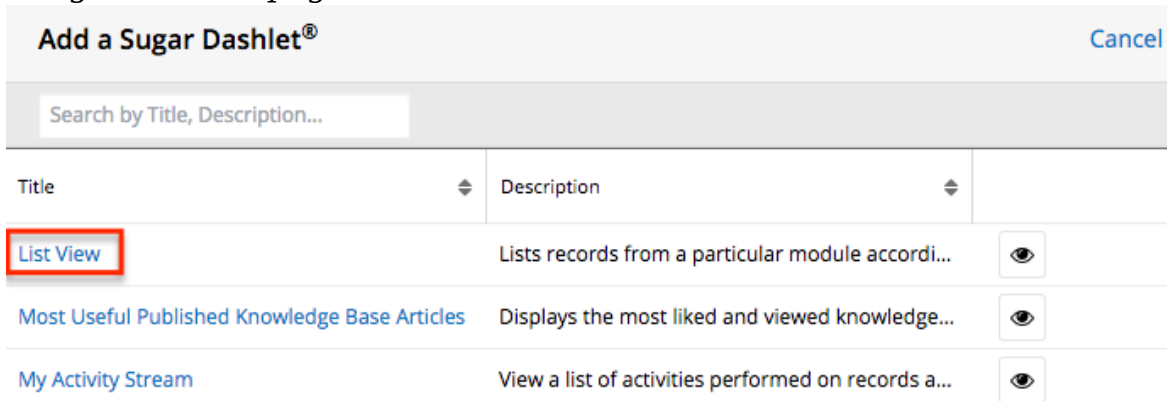 Add a Sugar Dashlet®
Cancel
Search by Title, Description...
Title
Description
List View
Lists records from a particular module accordi...
Most Useful Published Knowledge Base Articles
Displays the most liked and viewed knowledge...
My Activity Stream
View a list of activities performed on records a...